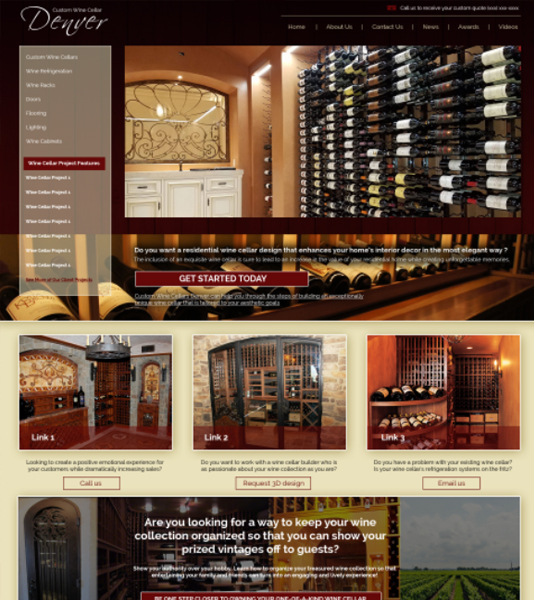 Custom Wine Cellar
Denver
Call us to receive your custom quote
Home | About Us | Contact Us | News | Awards | Videos
Custom Wine Cellars
Wine Refrigeration
Wine Racks
Doors
Flooring
Lighting
Wine Cabinets
Wine Cellar Project Features
Wine Cellar Project 1
Wine Cellar Project 1
Wine Cellar Project 1
Wine Cellar Project 1
Wine Cellar Project 1
Wine Cellar Project 1
Wine Cellar Project 1
See More of Our Client Projects
Do you want a residential wine cellar design that enhances your home's interior decor in the most elegant way ?
The inclusion of an exquisite wine cellar is sure to lead to an increase in the value of your residential home while creating unforgettable memories.
GET STARTED TODAY
Custom Wine Cellars Denver can help you through the steps of building an exceptionally
unique wine cellar that is tailored to your aesthetic goals
Link 1
Link 2
Link 3
Looking to create a positive emotional experience for
your customers while dramatically increasing sales?
Call us
Do you want to work with a wine cellar builder who is
as passionate about your wine collection as you are?
Request 3D design
Do you have a problem with your existing wine cellar?
Is your wine cellar's refrigeration systems on the fritz?
Email us
Are you looking for a way to keep your wine
collection organized so that you can show your
prized vintages off to guests?
Show your authority over your hobby. Learn how to organize your treasured wine collection so that
entertaining your family and friends can turn into an engaging and lively experience!
BE ONE STEP CLOSER TO OWNING YOUR ONE-OF-A-KIND WINE CELLAR